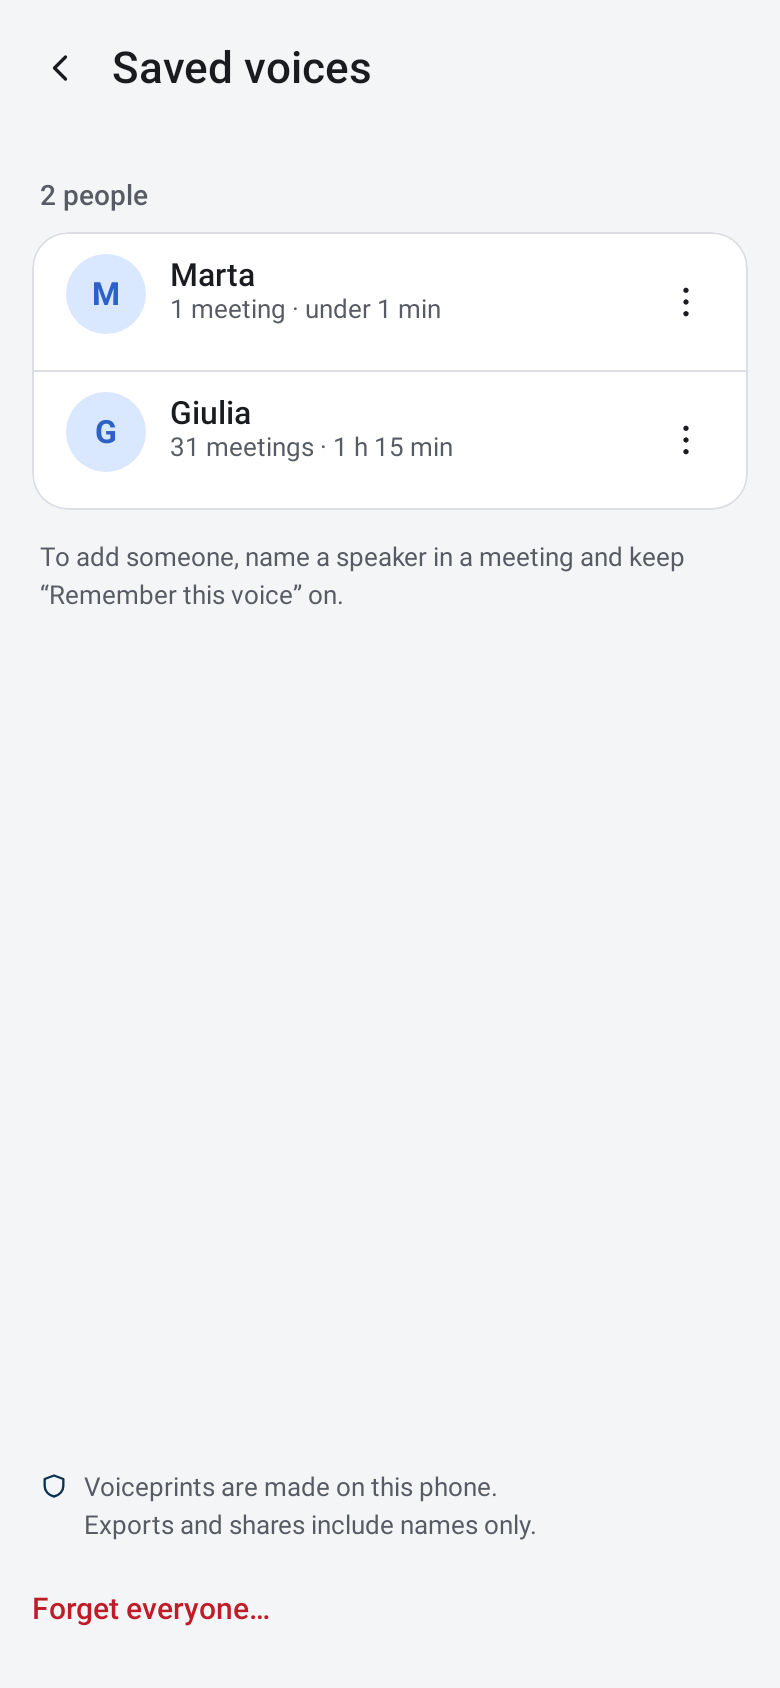 Saved voices
2 people
M
Marta
1 meeting · under 1 min
G
Giulia
31 meetings · 1 h 15 min
To add someone, name a speaker in a meeting and keep
“Remember this voice” on.
Voiceprints are made on this phone.
Exports and shares include names only.
Forget everyone…